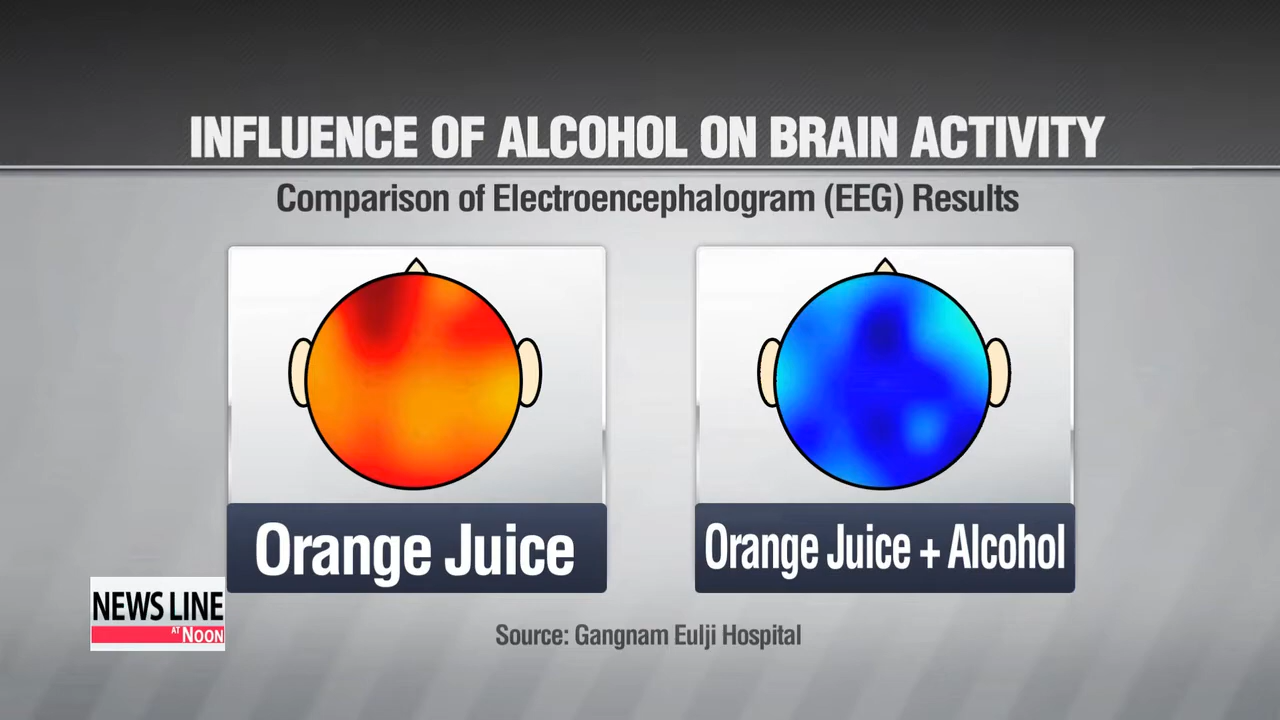 INFLUENCE OF ALCOHOL ON BRAIN ACTIVITY
Comparison of Electroencephalogram (EEG) Results
Orange Juice
Orange Juice + Alcohol
NEWS LINE
AT NOON
Source: Gangnam Eulji Hospital